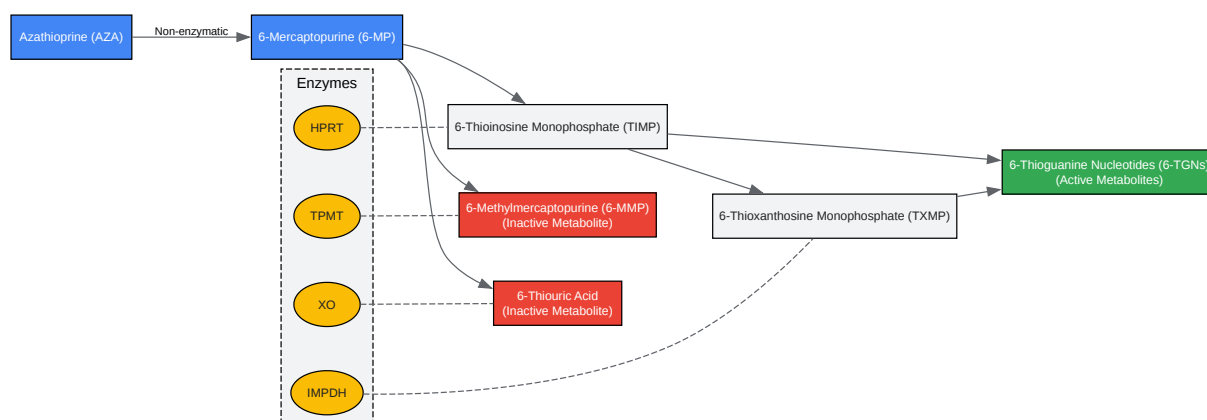 Azathioprine (AZA)
Non-enzymatic
6-Mercaptopurine (6-MP)
Enzymes
HPRT
6-Thioinosine Monophosphate (TIMP)
6-Thioguanine Nucleotides (6-TGNs)
(Active Metabolites)
TPMT
6-Methylmercaptopurine (6-MMP)
(Inactive Metabolite)
6-Thioxanthosine Monophosphate (TXMP)
XO
6-Thiouric Acid
(Inactive Metabolite)
IMPDH